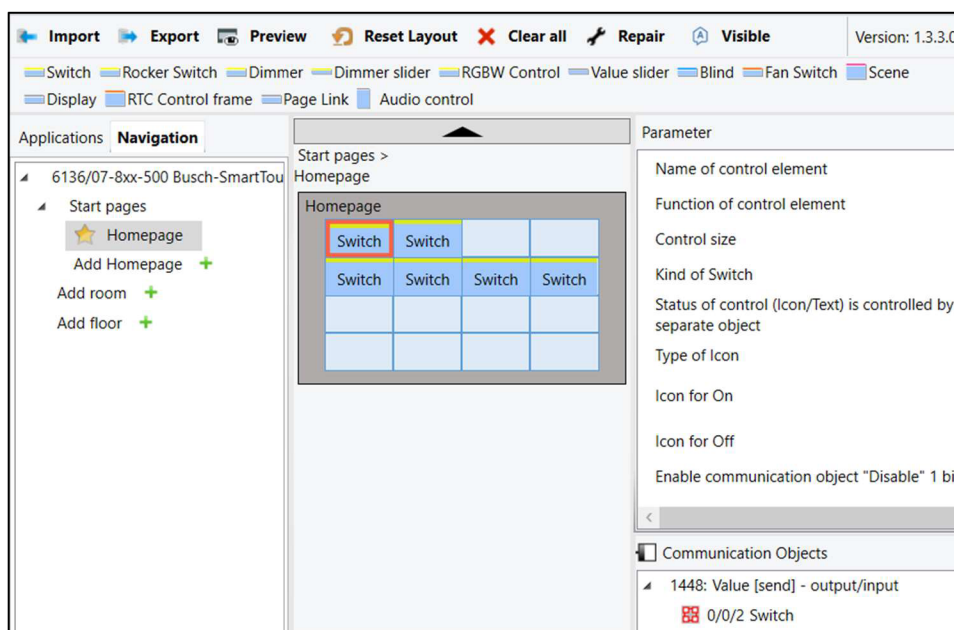 Import Export Preview Reset Layout Clear all Repair Visible Version: 1.3.3.0
Switch Rocker Switch Dimmer Dimmer slider RGBW Control Value slider Blind Fan Switch Scene
Display RTC Control frame Page Link Audio control
Applications Navigation
6136/07-8xx-500 Busch-SmartTou
Start pages
Homepage
Add Homepage
Add room
Add floor
Start pages >
Homepage
Homepage
Switch Switch
Switch Switch Switch Switch
Parameter
Name of control element
Function of control element
Control size
Kind of Switch
Status of control (Icon/Text) is controlled by
separate object
Type of Icon
Icon for On
Icon for Off
Enable communication object "Disable" 1 bi
Communication Objects
1448: Value [send] - output/input
0/0/2 Switch